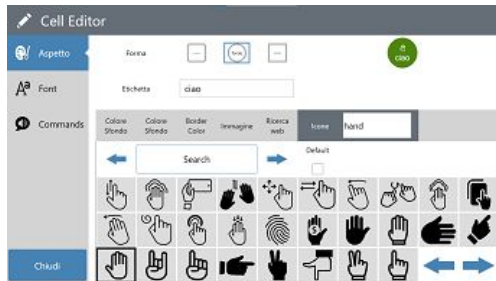 Cell Editor
Aspetto
Forma
ciao
Font
Etichetta
ciao
Commands
Colore Sfondo
Colore Sfondo
Border Color
Immagine
Ricerca web
Icone
hand
Search
Default
Chiudi